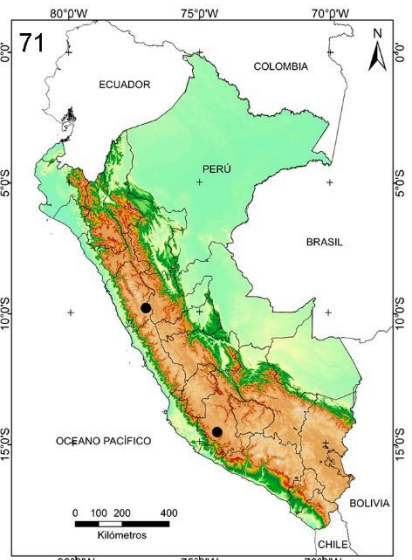 80°0'W 75°0'W 70°0'W
71
N
0°0' 0°0'
COLOMBIA
ECUADOR
PERÚ
5°0'S 5°0'S
BRASIL
10°0'S 10°0'S
OCEANO PACÍFICO
15°0'S 15°0'S
BOLIVIA
0 100 200 400
Kilómetros
CHILE